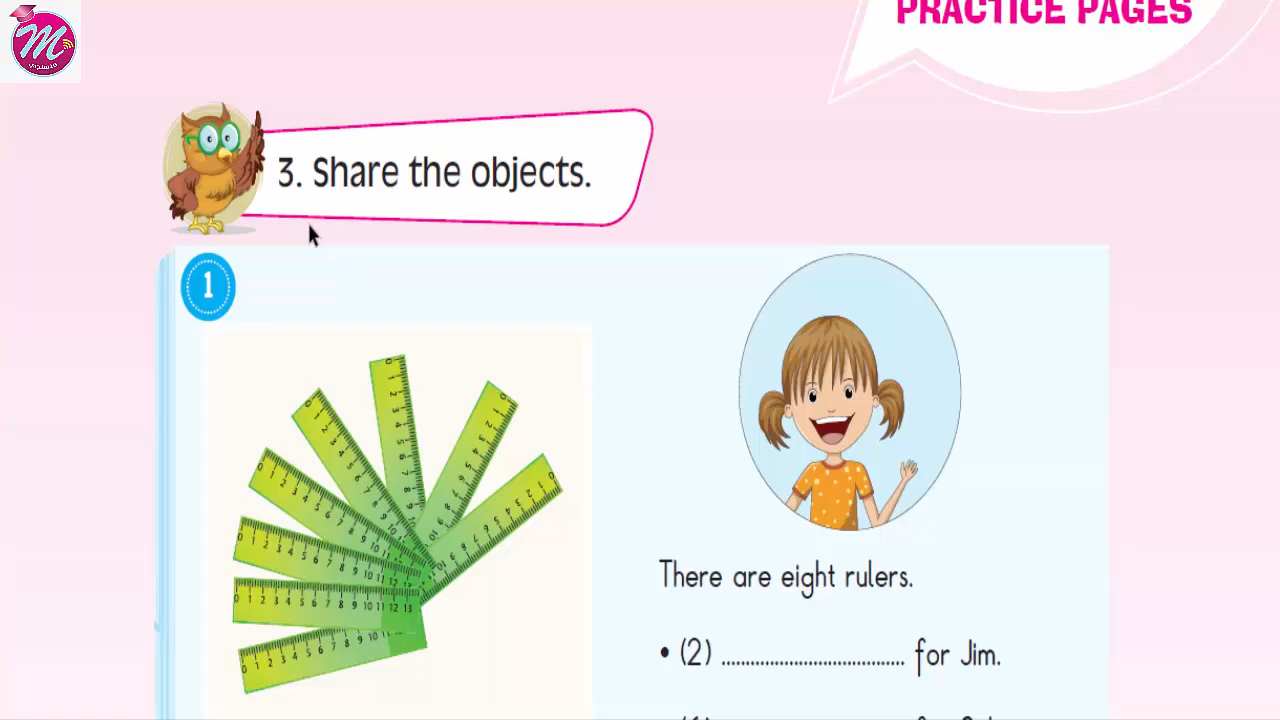 PRACTICE PAGES
3. Share the objects.
1
There are eight rulers.
• (2) ...................................... for Jim.